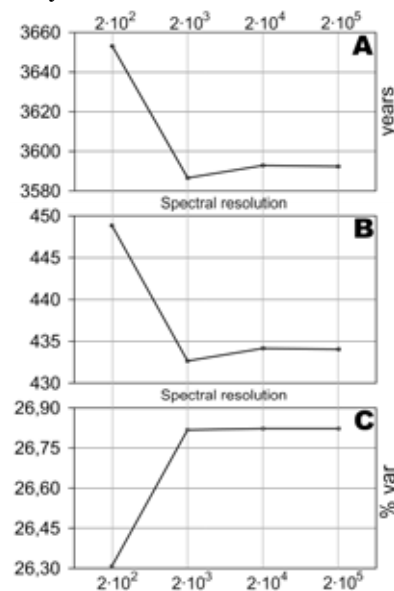 2·10² 2·10³ 2·10⁴ 2·10⁵
3660
A
3640
3620
years
3600
3580
Spectral resolution
450
B
445
440
435
430
Spectral resolution
26,90
C
26,75
26,60
% var
26,45
26,30
2·10² 2·10³ 2·10⁴ 2·10⁵